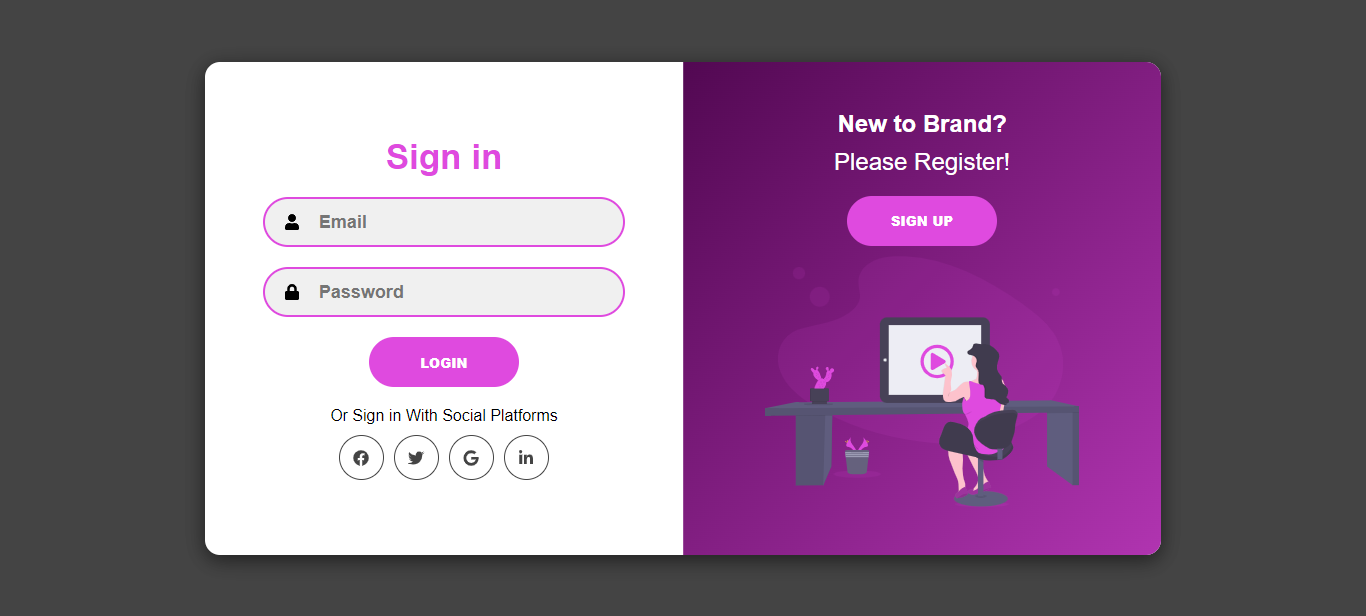 Sign in
Email
Password
LOGIN
Or Sign in With Social Platforms
New to Brand?
Please Register!
SIGN UP